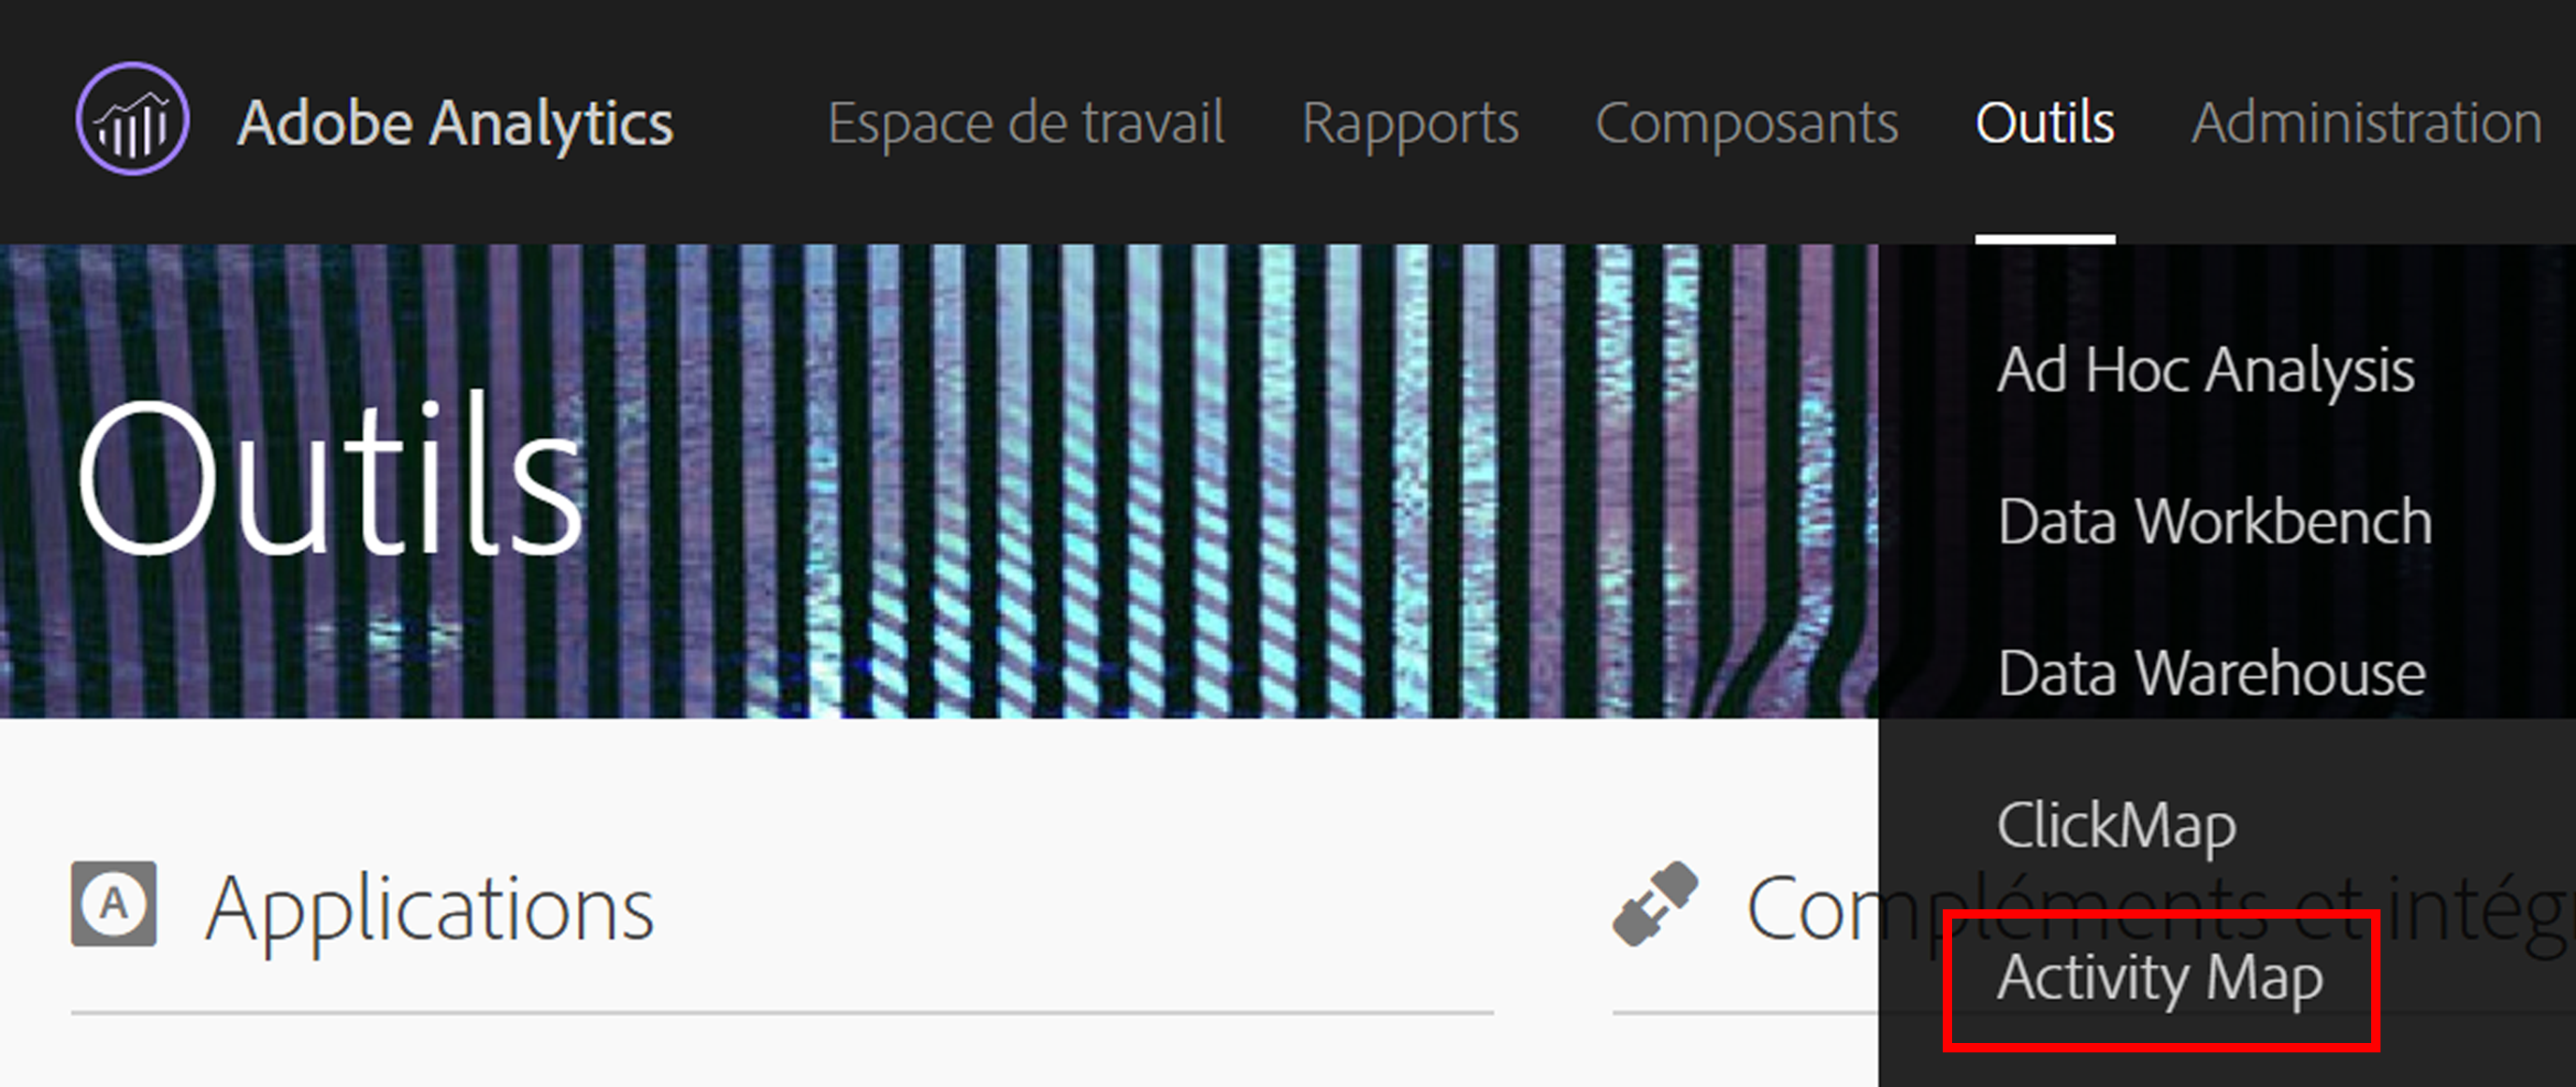 Adobe Analytics Espace de travail Rapports Composants Outils Administration
Outils
Ad Hoc Analysis
Data Workbench
Data Warehouse
ClickMap
Activity Map
A Applications
Compléments et intég